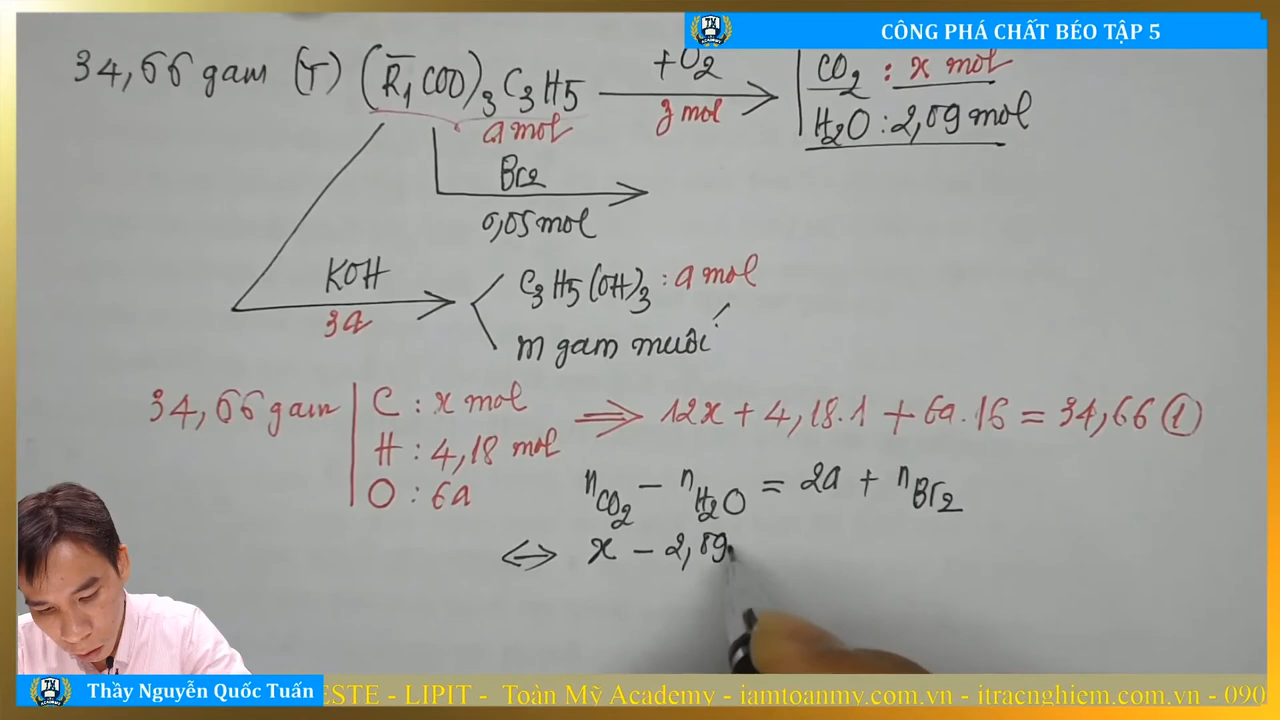 CÔNG PHÁ CHẤT BÉO TẬP 5
34,66 gam (T) (R̅₁COO)₃C₃H5 +O₂ CO₂ : x mol
a mol z mol H₂O : 2,09 mol
Br₂
0,05 mol
KOH C₃H5(OH)₃ : a mol
3a m gam muối
34,66 gam C : x mol ⟹ 12x + 4,18.1 + 6a.16 = 34,66 (1)
H : 4,18 mol
O : 6a nCO₂ − nH₂O = 2a + nBr₂
⇔ x − 2,09
Thầy Nguyễn Quốc Tuấn
ESTE - LIPIT - Toàn Mỹ Academy - iamtoanmy.com.vn - itracnghiem.com.vn - 090